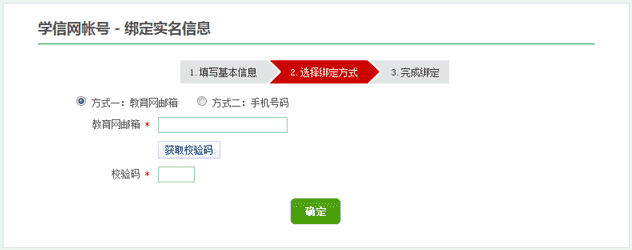 学信网帐号 - 绑定实名信息
1.填写基本信息 2.选择绑定方式 3.完成绑定
方式一：教育网邮箱 方式二：手机号码
教育网邮箱 *
获取校验码
校验码 *
确定